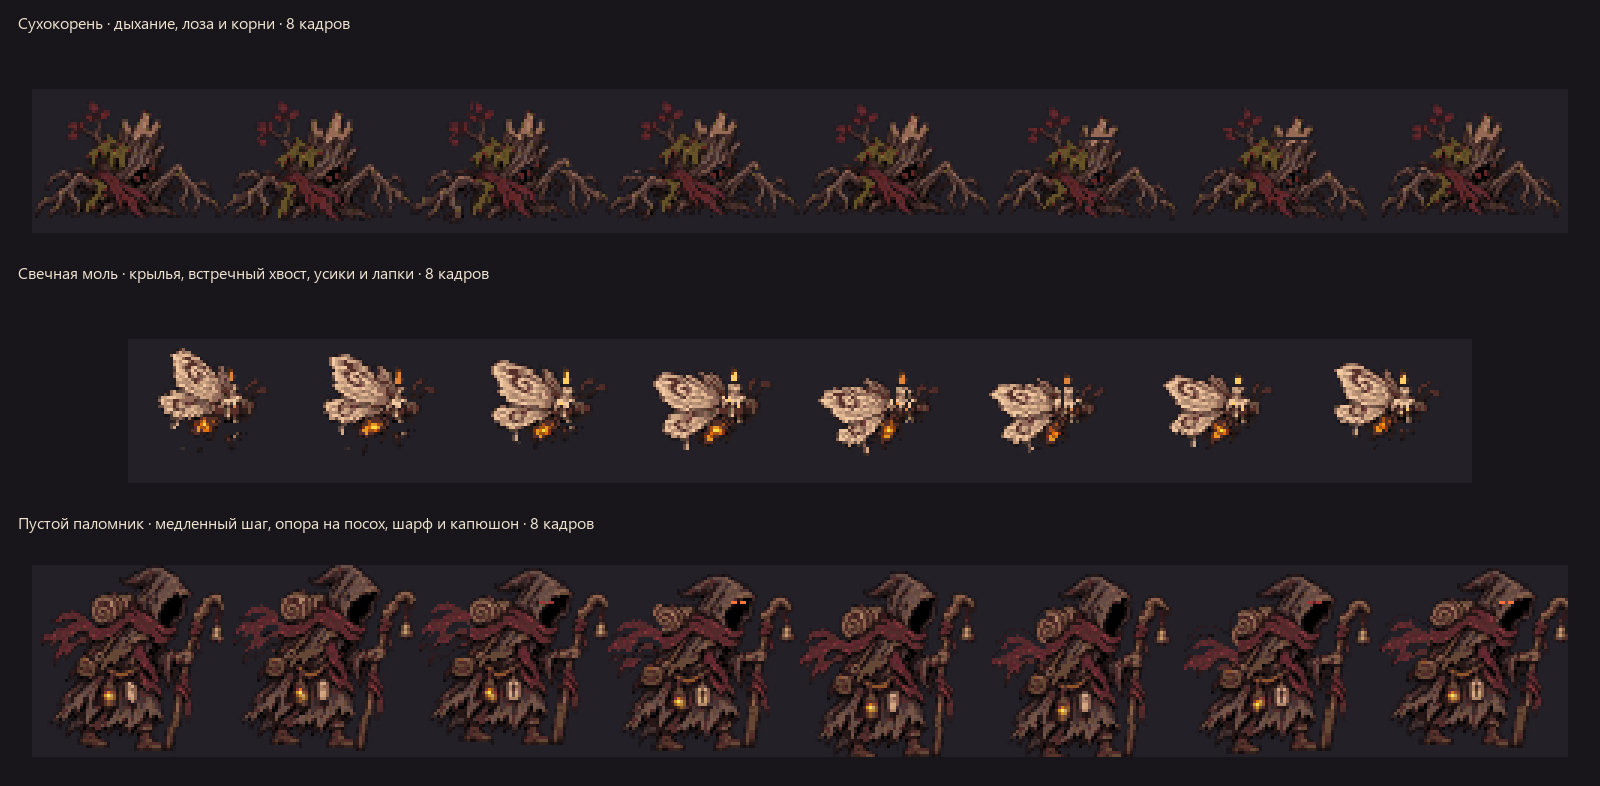 Сухокорень · дыхание, лоза и корни · 8 кадров
Свечная моль · крылья, встречный хвост, усики и лапки · 8 кадров
Пустой паломник · медленный шаг, опора на посох, шарф и капюшон · 8 кадров